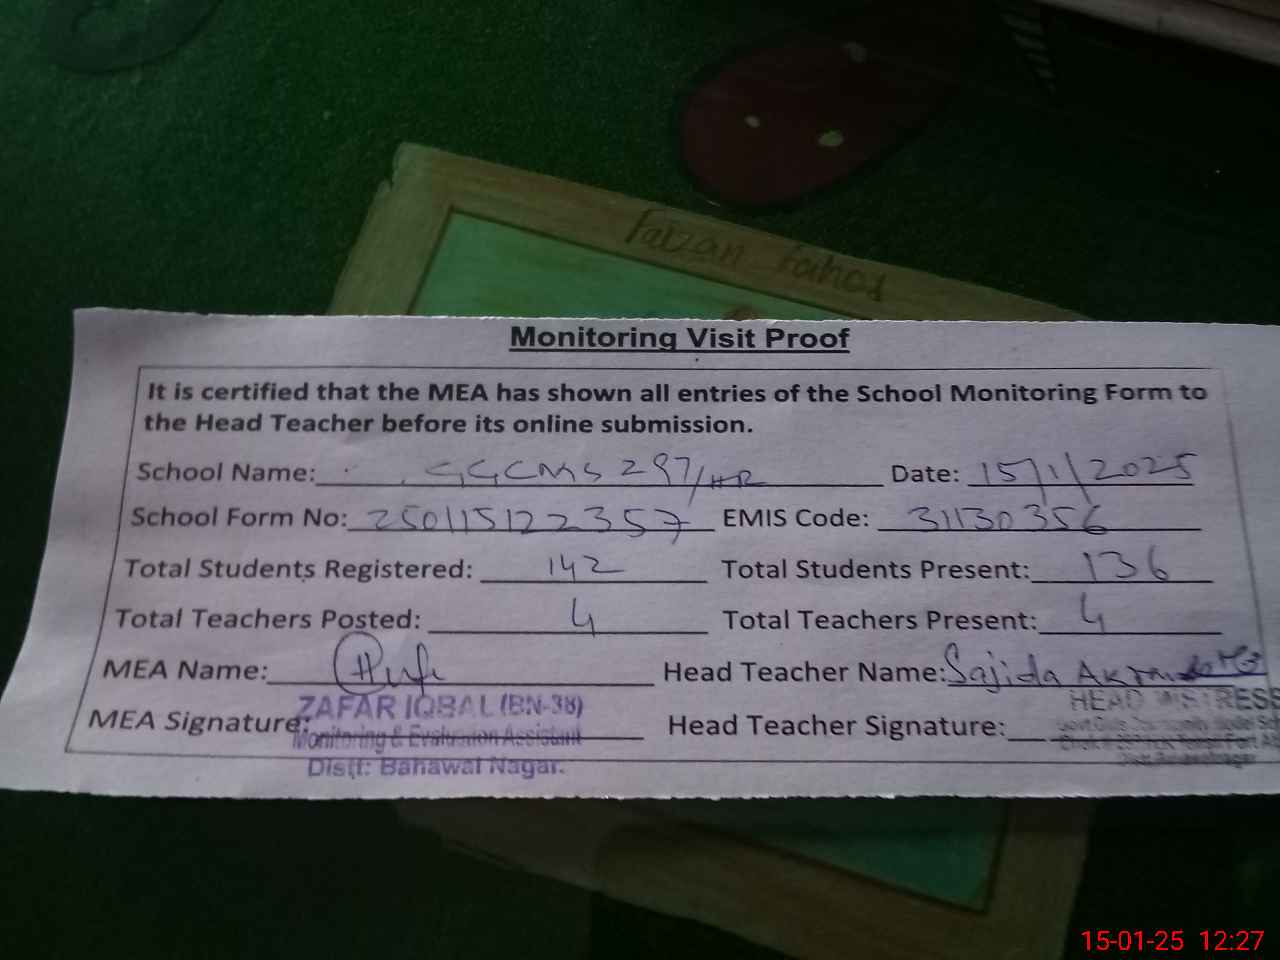 Faizan
Monitoring Visit Proof
It is certified that the MEA has shown all entries of the School Monitoring Form to
the Head Teacher before its online submission.
School Name: GGCMS 297/HR Date: 15/1/2025
School Form No: 250115122357 EMIS Code: 31130356
Total Students Registered: 142 Total Students Present: 136
Total Teachers Posted: 4 Total Teachers Present: 4
MEA Name: Head Teacher Name: Sajida Akram
ZAFAR IQBAL (BN-38) HEAD MISTRESS
MEA Signature: Head Teacher Signature:
Monitoring & Evaluation Assistant
Distt: Bahawal Nagar.
15-01-25 12:27